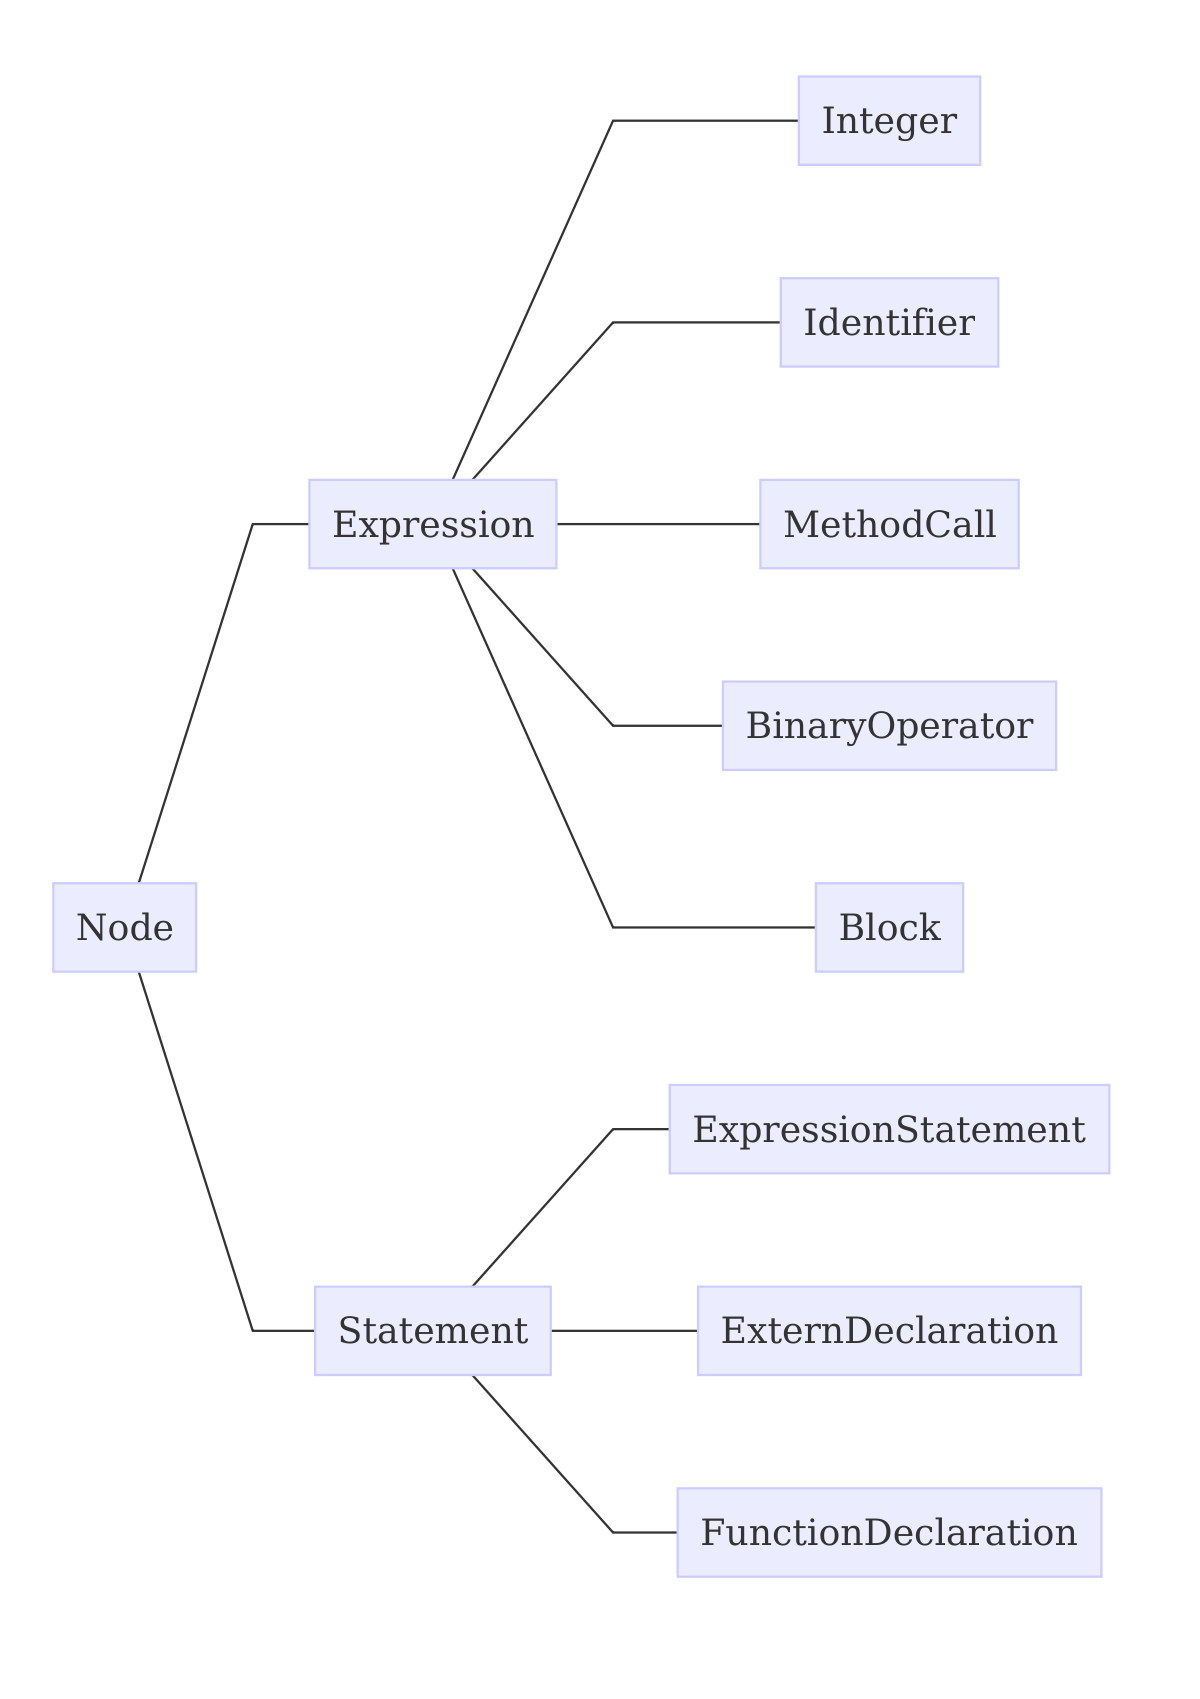 Integer
Identifier
Expression
MethodCall
BinaryOperator
Node
Block
ExpressionStatement
Statement
ExternDeclaration
FunctionDeclaration